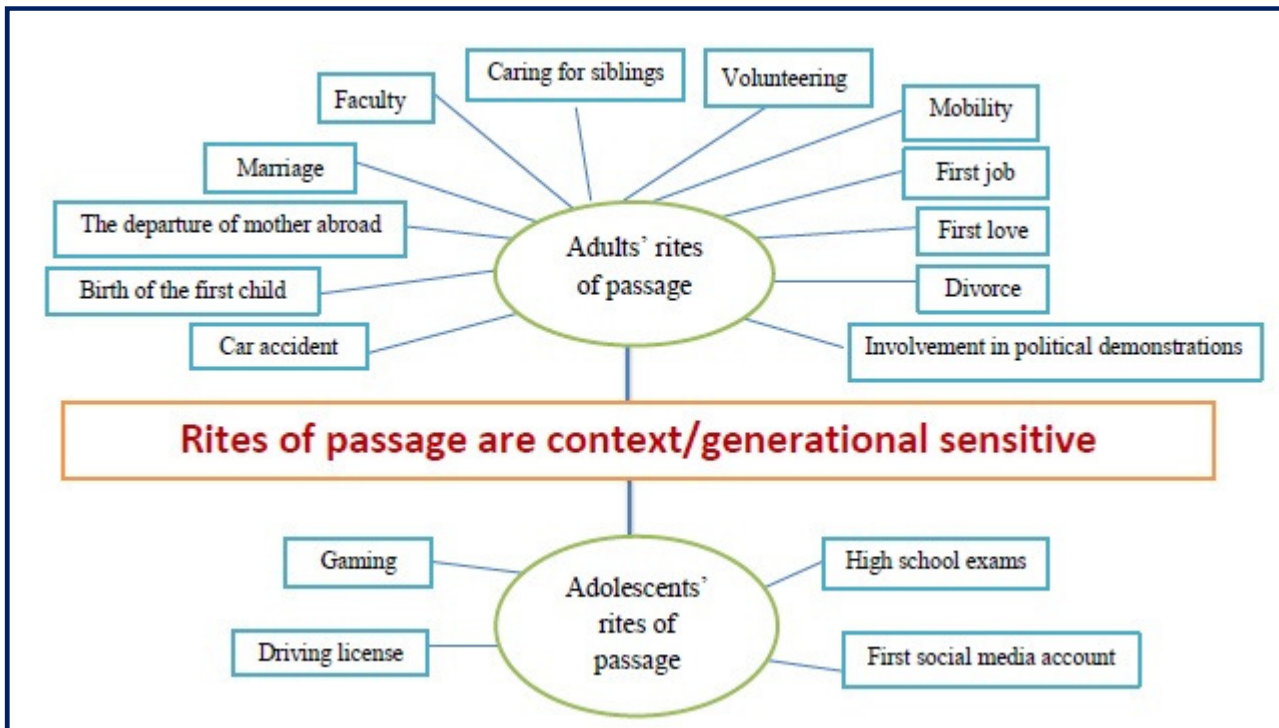 Caring for siblings
Volunteering
Faculty
Mobility
Marriage
First job
The departure of mother abroad
First love
Adults’ rites
of passage
Birth of the first child
Divorce
Car accident
Involvement in political demonstrations
Rites of passage are context/generational sensitive
Gaming
High school exams
Adolescents’
rites of
passage
Driving license
First social media account